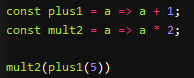 const plus1 = a => a + 1;
const mult2 = a => a * 2;
mult2(plus1(5))